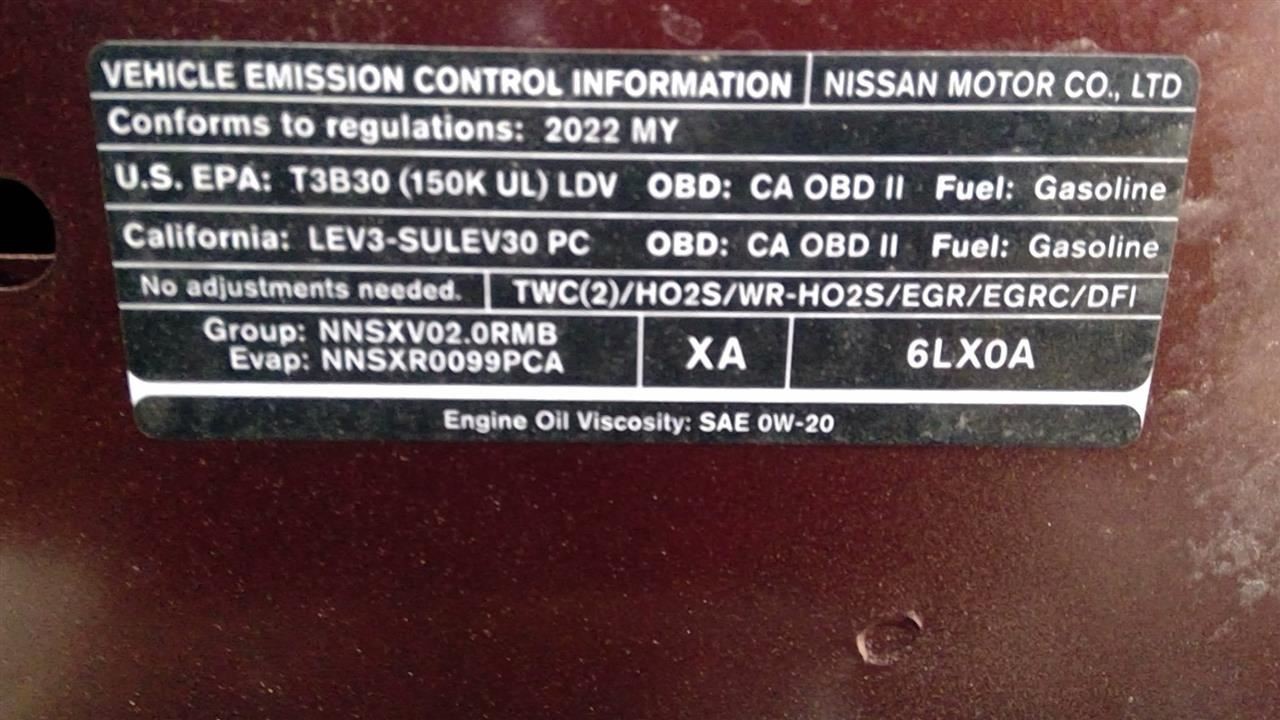 VEHICLE EMISSION CONTROL INFORMATION NISSAN MOTOR CO., LTD
Conforms to regulations: 2022 MY
U.S. EPA: T3B30 (150K UL) LDV OBD: CA OBD II Fuel: Gasoline
California: LEV3-SULEV30 PC OBD: CA OBD II Fuel: Gasoline
No adjustments needed. TWC(2)/HO2S/WR-HO2S/EGR/EGRC/DFI
Group: NNSXV02.0RMB
Evap: NNSXR0099PCA
XA
6LX0A
Engine Oil Viscosity: SAE 0W-20